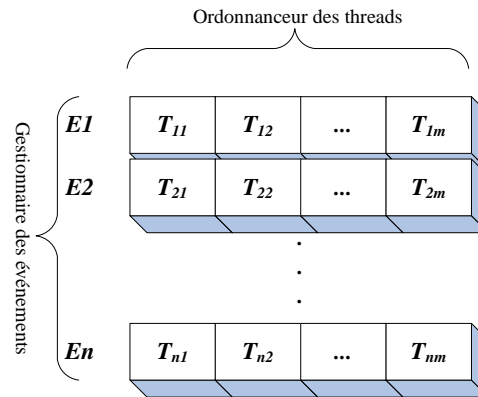 Ordonnanceur des threads
Gestionnaire des événements
E1 T11 T12 ... T1m
E2 T21 T22 ... T2m
.
.
.
En Tn1 Tn2 ... Tnm